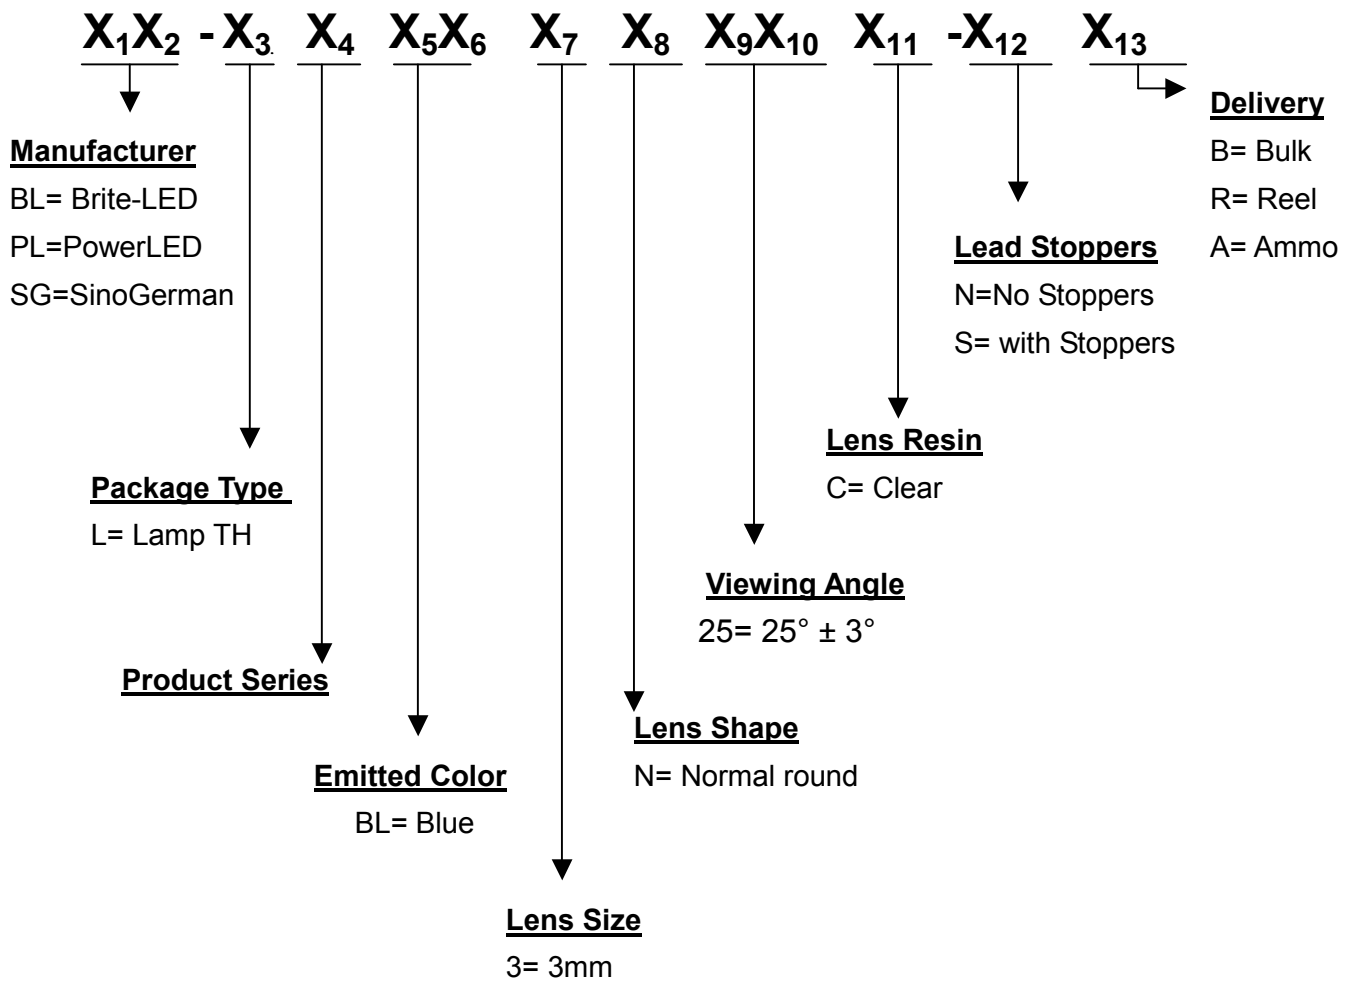 X₁X₂ - X₃ X₄ X₅X₆ X₇ X₈ X₉X₁₀ X₁₁ -X₁₂ X₁₃
Manufacturer
BL= Brite-LED
PL=PowerLED
SG=SinoGerman
Delivery
B= Bulk
R= Reel
A= Ammo
Lead Stoppers
N=No Stoppers
S= with Stoppers
Lens Resin
C= Clear
Package Type
L= Lamp TH
Viewing Angle
25= 25° ± 3°
Product Series
Lens Shape
N= Normal round
Emitted Color
BL= Blue
Lens Size
3= 3mm